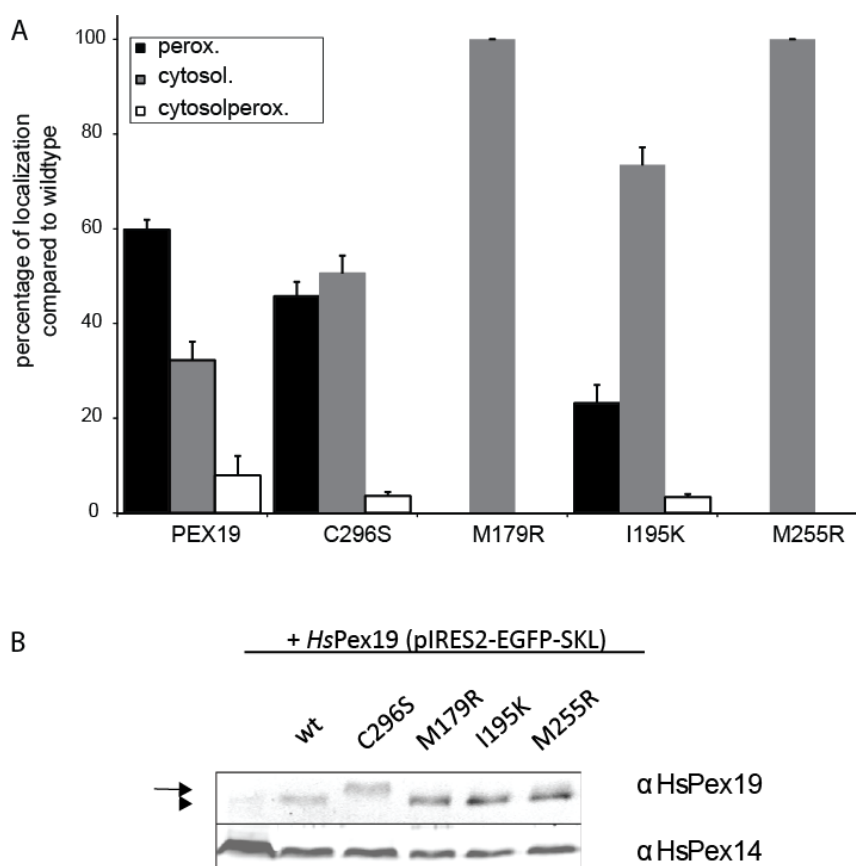 A
100
80
60
40
20
0
percentage of localization
compared to wildtype
perox.
cytosol.
cytosolperox.
PEX19 C296S M179R I195K M255R
B
+ HsPex19 (pIRES2-EGFP-SKL)
wt C296S M179R I195K M255R
α HsPex19
α HsPex14